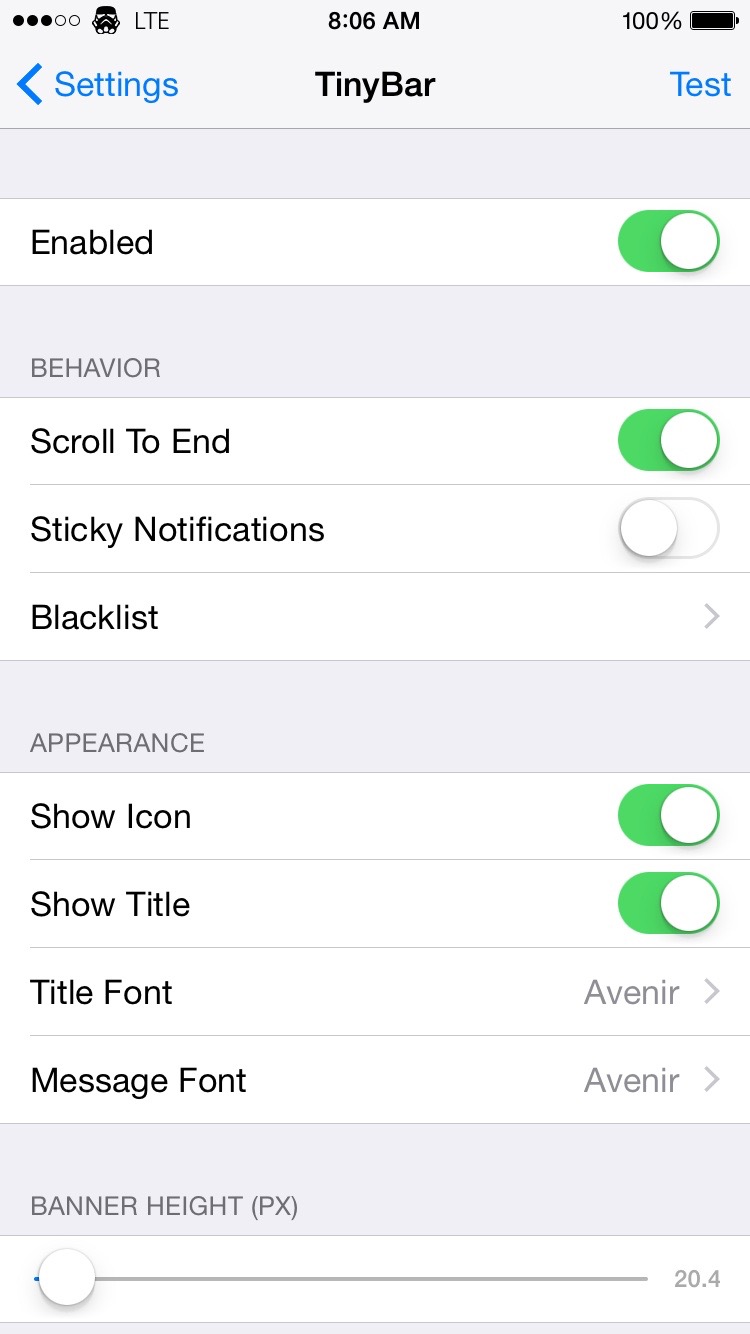 LTE 8:06 AM 100%
Settings TinyBar Test
Enabled
BEHAVIOR
Scroll To End
Sticky Notifications
Blacklist
APPEARANCE
Show Icon
Show Title
Title Font Avenir
Message Font Avenir
BANNER HEIGHT (PX)
20.4